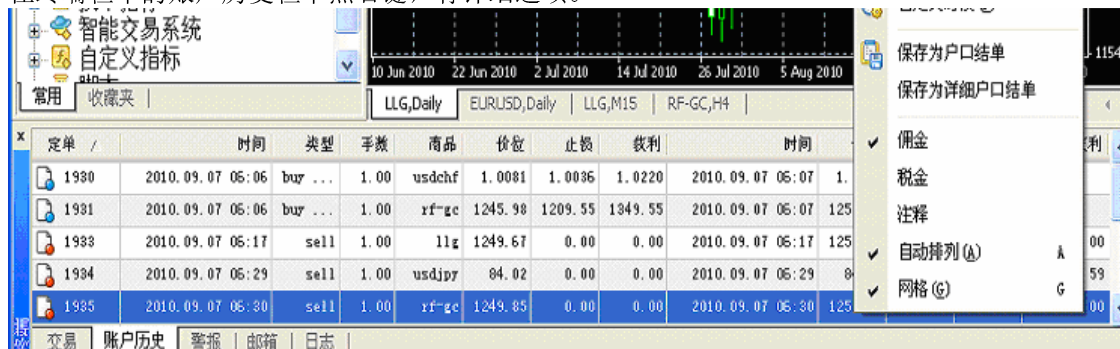 智能交易系统
自定义指标
常用 收藏夹
10 Jun 2010 22 Jun 2010 2 Jul 2010 14 Jul 2010 26 Jul 2010 5 Aug 2010
1154
LLG,Daily EURUSD,Daily LLG,M15 RF-GC,H4
保存为户口结单
保存为详细户口结单
佣金
税金
注释
自动排列(A) A
网格(G) G
x 定单 / 时间 类型 手数 商品 价位 止损 获利 时间 利
1930 2010.09.07 06:06 buy ... 1.00 usdchf 1.0081 1.0036 1.0220 2010.09.07 06:07 1.
1931 2010.09.07 06:06 buy ... 1.00 rf-gc 1245.98 1209.55 1349.55 2010.09.07 06:07 125
1933 2010.09.07 06:17 sell 1.00 llg 1249.67 0.00 0.00 2010.09.07 06:17 125 00
1934 2010.09.07 06:29 sell 1.00 usdjpy 84.02 0.00 0.00 2010.09.07 06:29 8 59
1935 2010.09.07 06:30 sell 1.00 rf-gc 1249.85 0.00 0.00 2010.09.07 06:30 125 00
交易 账户历史 警报 邮箱 日志